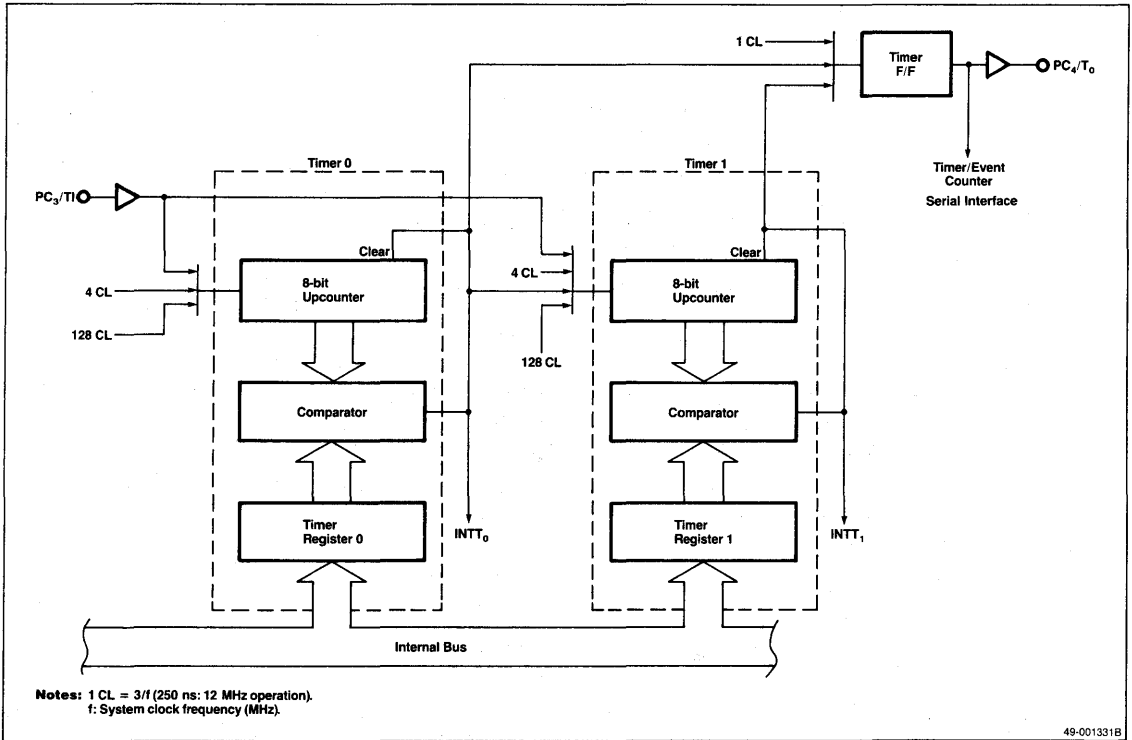 1 CL
Timer
F/F
PC4/T0
Timer/Event
Counter
Serial Interface
Timer 0
Timer 1
PC3/TI
Clear
Clear
8-bit
Upcounter
4 CL
8-bit
Upcounter
4 CL
128 CL
128 CL
Comparator
Comparator
Timer
Register 0
INTT0
Timer
Register 1
INTT1
Internal Bus
Notes: 1 CL = 3/f (250 ns: 12 MHz operation).
f: System clock frequency (MHz).
49-001331B